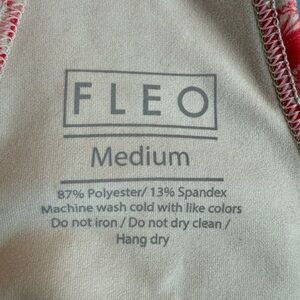 FLEO
Medium
87% Polyester/ 13% Spandex
Machine wash cold with like colors
Do not iron / Do not dry clean /
Hang dry